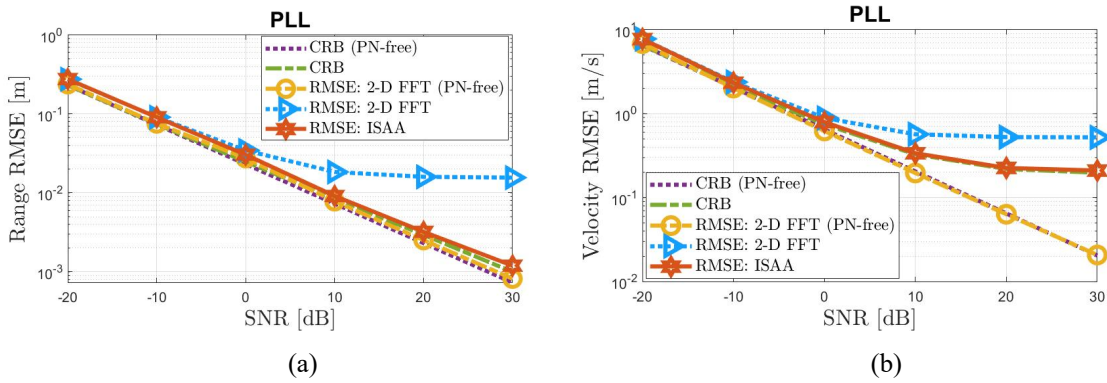 PLL
Range RMSE [m]
10^0
10^-1
10^-2
10^-3
CRB (PN-free)
CRB
RMSE: 2-D FFT (PN-free)
RMSE: 2-D FFT
RMSE: ISAA
-20 -10 0 10 20 30
SNR [dB]
(a)
PLL
Velocity RMSE [m/s]
10^1
10^0
10^-1
10^-2
CRB (PN-free)
CRB
RMSE: 2-D FFT (PN-free)
RMSE: 2-D FFT
RMSE: ISAA
-20 -10 0 10 20 30
SNR [dB]
(b)